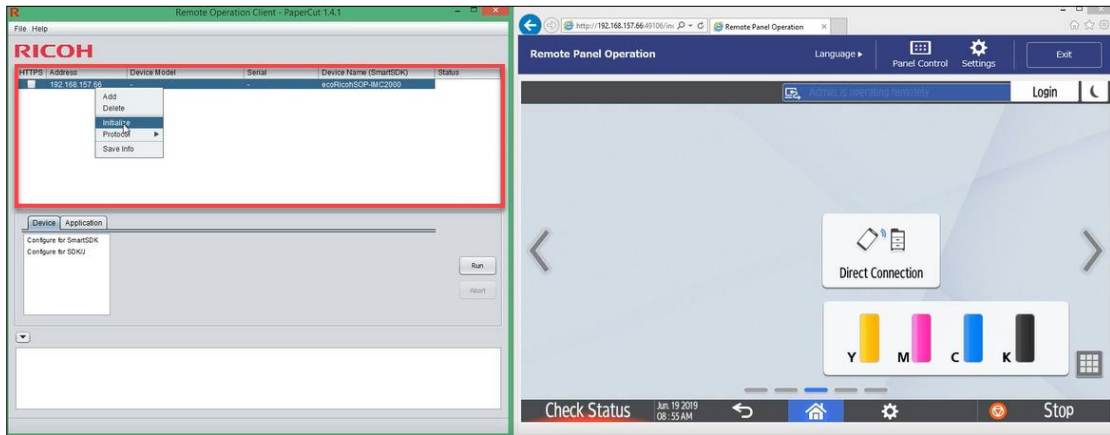 Remote Operation Client - PaperCut 1.4.1
File Help
RICOH
HTTPS Address Device Model Serial Device Name (SmartSDK) Status
192.168.157.66 - - ecoRicohSOP-IMC2000
Add
Delete
Initialize
Protocol
Save Info
Device Application
Configure for SmartSDK
Configure for SDK/J
Run
Abort
http://192.168.157.66:49106/in
Remote Panel Operation
Remote Panel Operation Language Panel Control Settings Exit
Admin is operating remotely Login
Direct Connection
Y M C K
Check Status Jun. 19 2019 Stop
08:55 AM